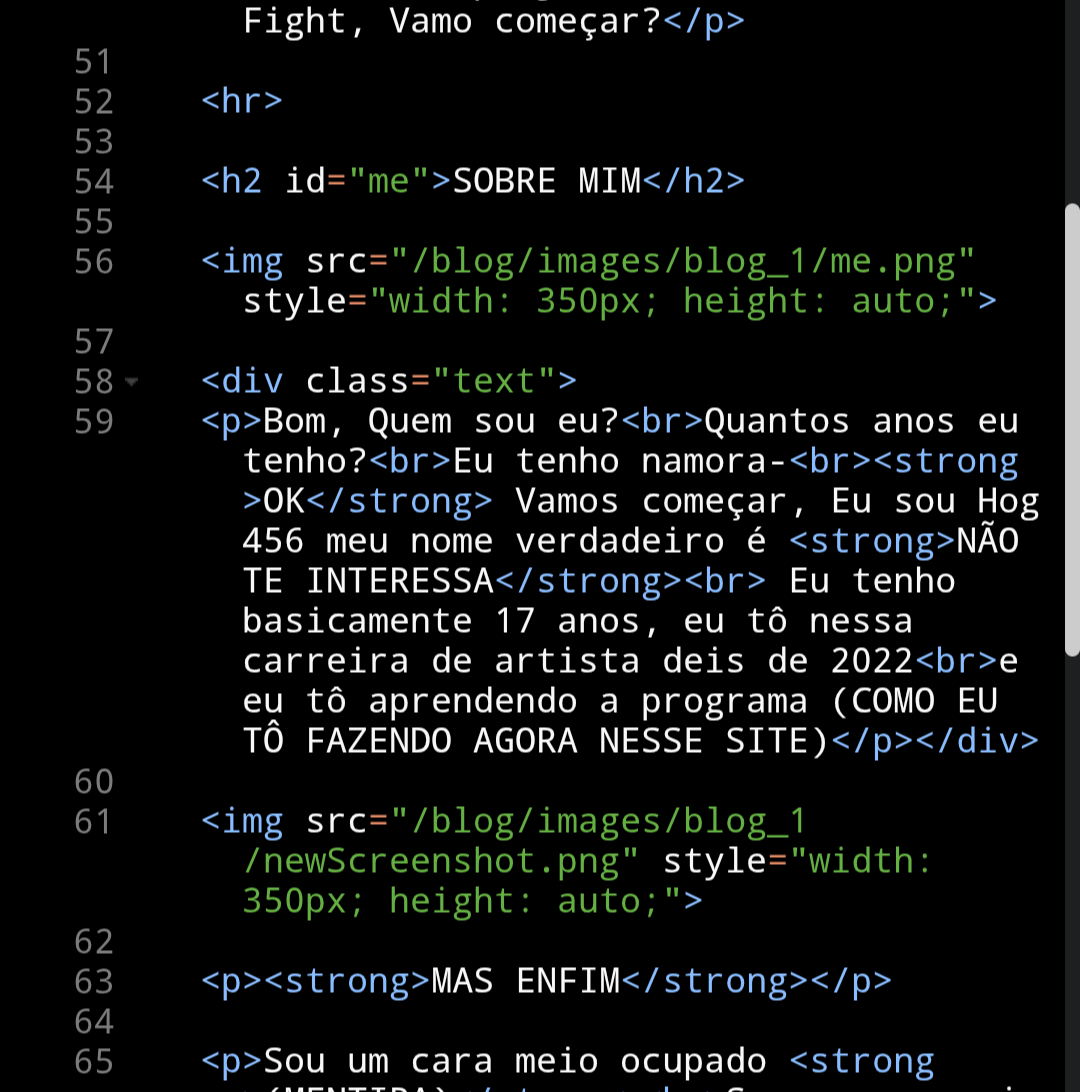 Fight, Vamo começar?</p>
51
52 <hr>
53
54 <h2 id="me">SOBRE MIM</h2>
55
56 <img src="/blog/images/blog_1/me.png"
style="width: 350px; height: auto;">
57
58 <div class="text">
59 <p>Bom, Quem sou eu?<br>Quantos anos eu
tenho?<br>Eu tenho namora-<br><strong
>OK</strong> Vamos começar, Eu sou Hog
456 meu nome verdadeiro é <strong>NÃO
TE INTERESSA</strong><br> Eu tenho
basicamente 17 anos, eu tô nessa
carreira de artista deis de 2022<br>e
eu tô aprendendo a programa (COMO EU
TÔ FAZENDO AGORA NESSE SITE)</p></div>
60
61 <img src="/blog/images/blog_1
/newScreenshot.png" style="width:
350px; height: auto;">
62
63 <p><strong>MAS ENFIM</strong></p>
64
65 <p>Sou um cara meio ocupado <strong